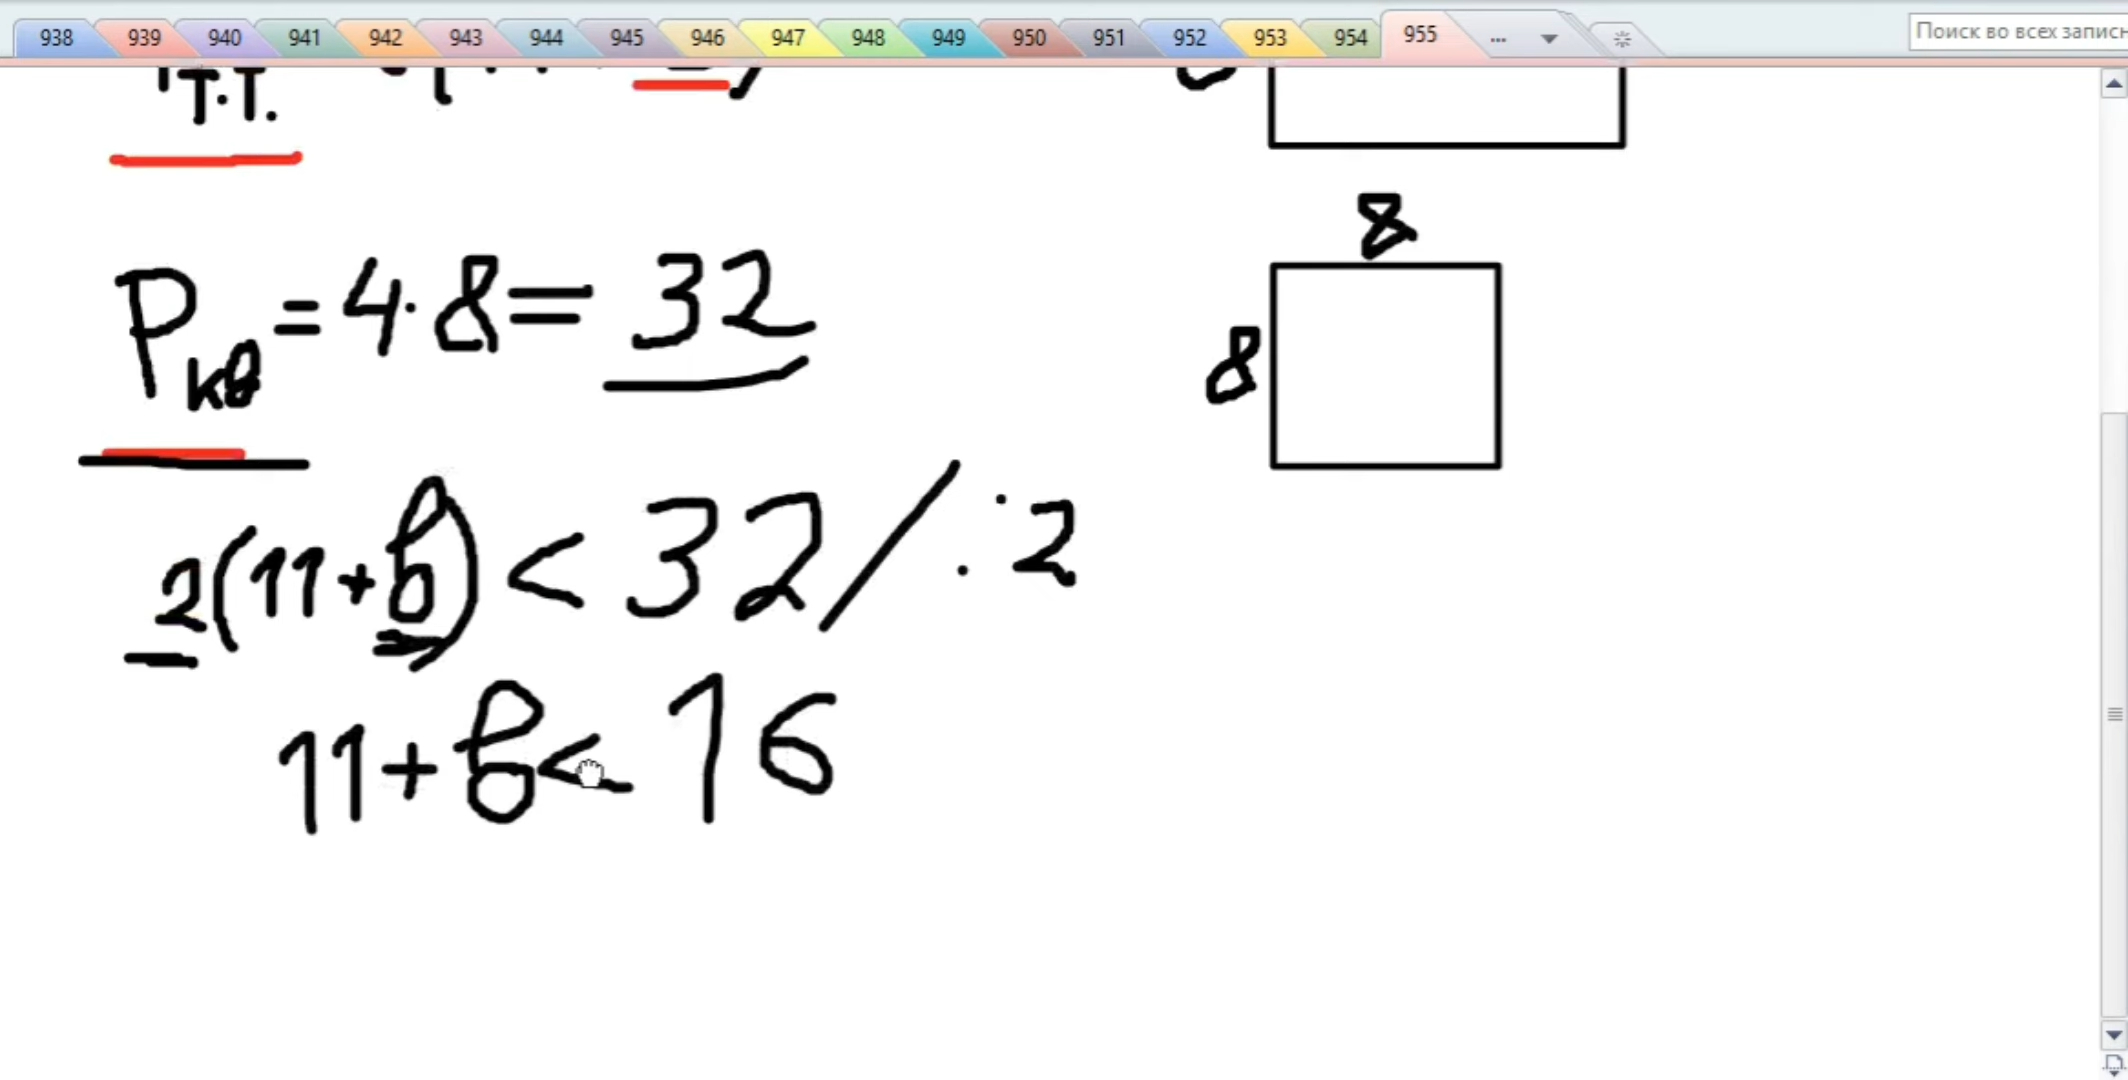 938 939 940 941 942 943 944 945 946 947 948 949 950 951 952 953 954 955 ...
Поиск во всех записн
8
Pкв = 4·8 = 32
8
2(11+b) < 32 / :2
11+b < 16